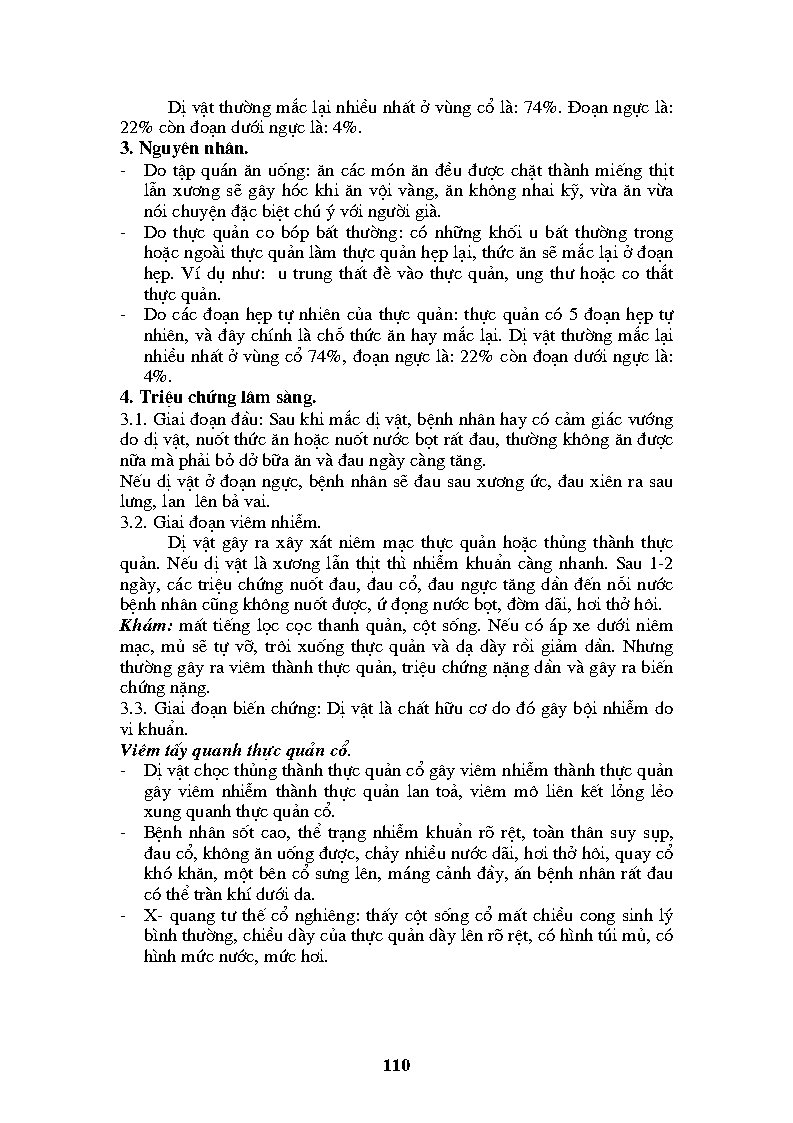 Dị vật thường mắc lại nhiều nhất ở vùng cổ là: 74%. Đoạn ngực là:
22% còn đoạn dưới ngực là: 4%.
3. Nguyên nhân.
- Do tập quán ăn uống: ăn các món ăn đều được chặt thành miếng thịt
lẫn xương sẽ gây hóc khi ăn vội vàng, ăn không nhai kỹ, vừa ăn vừa
nói chuyện đặc biệt chú ý với người già.
- Do thực quản co bóp bất thường: có những khối u bất thường trong
hoặc ngoài thực quản làm thực quản hẹp lại, thức ăn sẽ mắc lại ở đoạn
hẹp. Ví dụ như: u trung thất đè vào thực quản, ung thư hoặc co thắt
thực quản.
- Do các đoạn hẹp tự nhiên của thực quản: thực quản có 5 đoạn hẹp tự
nhiên, và đây chính là chỗ thức ăn hay mắc lại. Dị vật thường mắc lại
nhiều nhất ở vùng cổ 74%, đoạn ngực là: 22% còn đoạn dưới ngực là:
4%.
4. Triệu chứng lâm sàng.
3.1. Giai đoạn đầu: Sau khi mắc dị vật, bệnh nhân hay có cảm giác vướng
do dị vật, nuốt thức ăn hoặc nuốt nước bọt rất đau, thường không ăn được
nữa mà phải bỏ dở bữa ăn và đau ngày càng tăng.
Nếu dị vật ở đoạn ngực, bệnh nhân sẽ đau sau xương ức, đau xiên ra sau
lưng, lan lên bả vai.
3.2. Giai đoạn viêm nhiễm.
Dị vật gây ra xây xát niêm mạc thực quản hoặc thủng thành thực
quản. Nếu dị vật là xương lẫn thịt thì nhiễm khuẩn càng nhanh. Sau 1-2
ngày, các triệu chứng nuốt đau, đau cổ, đau ngực tăng dần đến nỗi nước
bệnh nhân cũng không nuốt được, ứ đọng nước bọt, đờm dãi, hơi thở hôi.
Khám: mất tiếng lọc cọc thanh quản, cột sống. Nếu có áp xe dưới niêm
mạc, mủ sẽ tự vỡ, trôi xuống thực quản và dạ dày rồi giảm dần. Nhưng
thường gây ra viêm thành thực quản, triệu chứng nặng dần và gây ra biến
chứng nặng.
3.3. Giai đoạn biến chứng: Dị vật là chất hữu cơ do đó gây bội nhiễm do
vi khuẩn.
Viêm tấy quanh thực quản cổ.
- Dị vật chọc thủng thành thực quản cổ gây viêm nhiễm thành thực quản
gây viêm nhiễm thành thực quản lan toả, viêm mô liên kết lỏng lẻo
xung quanh thực quản cổ.
- Bệnh nhân sốt cao, thể trạng nhiễm khuẩn rõ rệt, toàn thân suy sụp,
đau cổ, không ăn uống được, chảy nhiều nước dãi, hơi thở hôi, quay cổ
khó khăn, một bên cổ sưng lên, máng cảnh đầy, ấn bệnh nhân rất đau
có thể tràn khí dưới da.
- X- quang tư thế cổ nghiêng: thấy cột sống cổ mất chiều cong sinh lý
bình thường, chiều dày của thực quản dày lên rõ rệt, có hình túi mủ, có
hình mức nước, mức hơi.
110